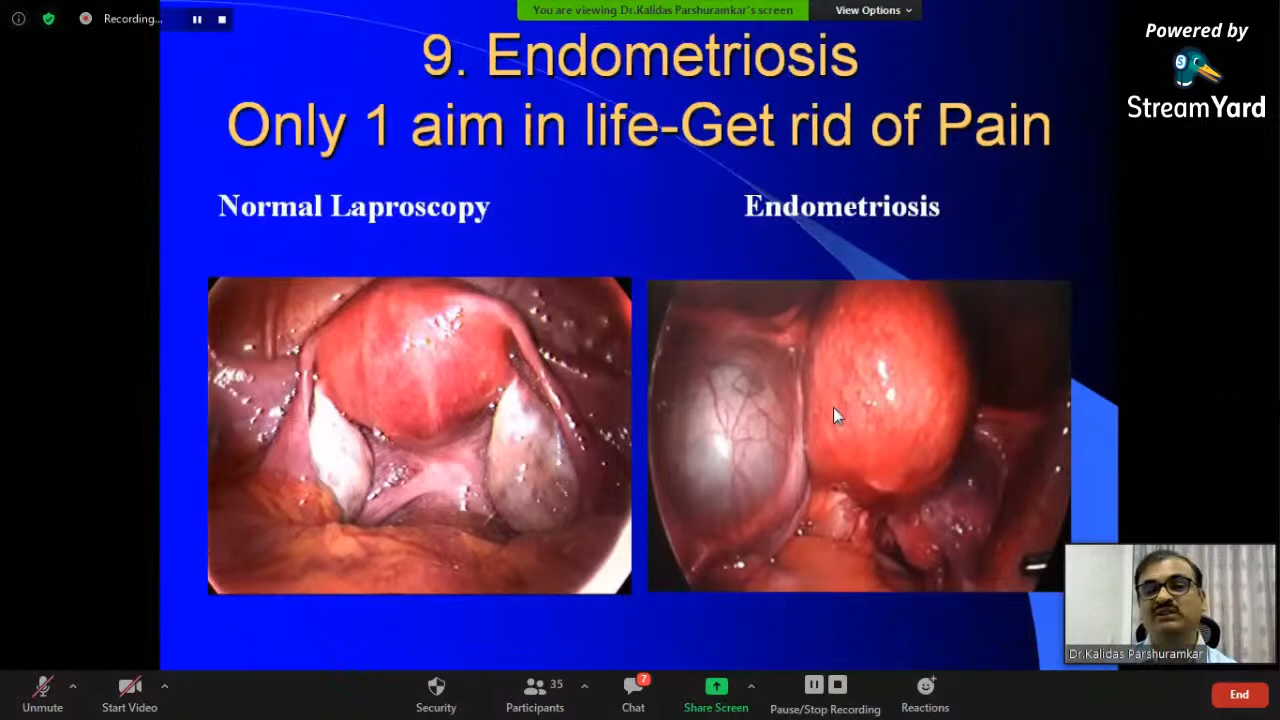 Recording...
You are viewing Dr.Kalidas Parshuramkar's screen
View Options
Powered by
StreamYard
9. Endometriosis
Only 1 aim in life-Get rid of Pain
Normal Laproscopy
Endometriosis
Dr.Kalidas Parshuramkar
Unmute
Start Video
Security
35
Participants
7
Chat
Share Screen
Pause/Stop Recording
Reactions
End